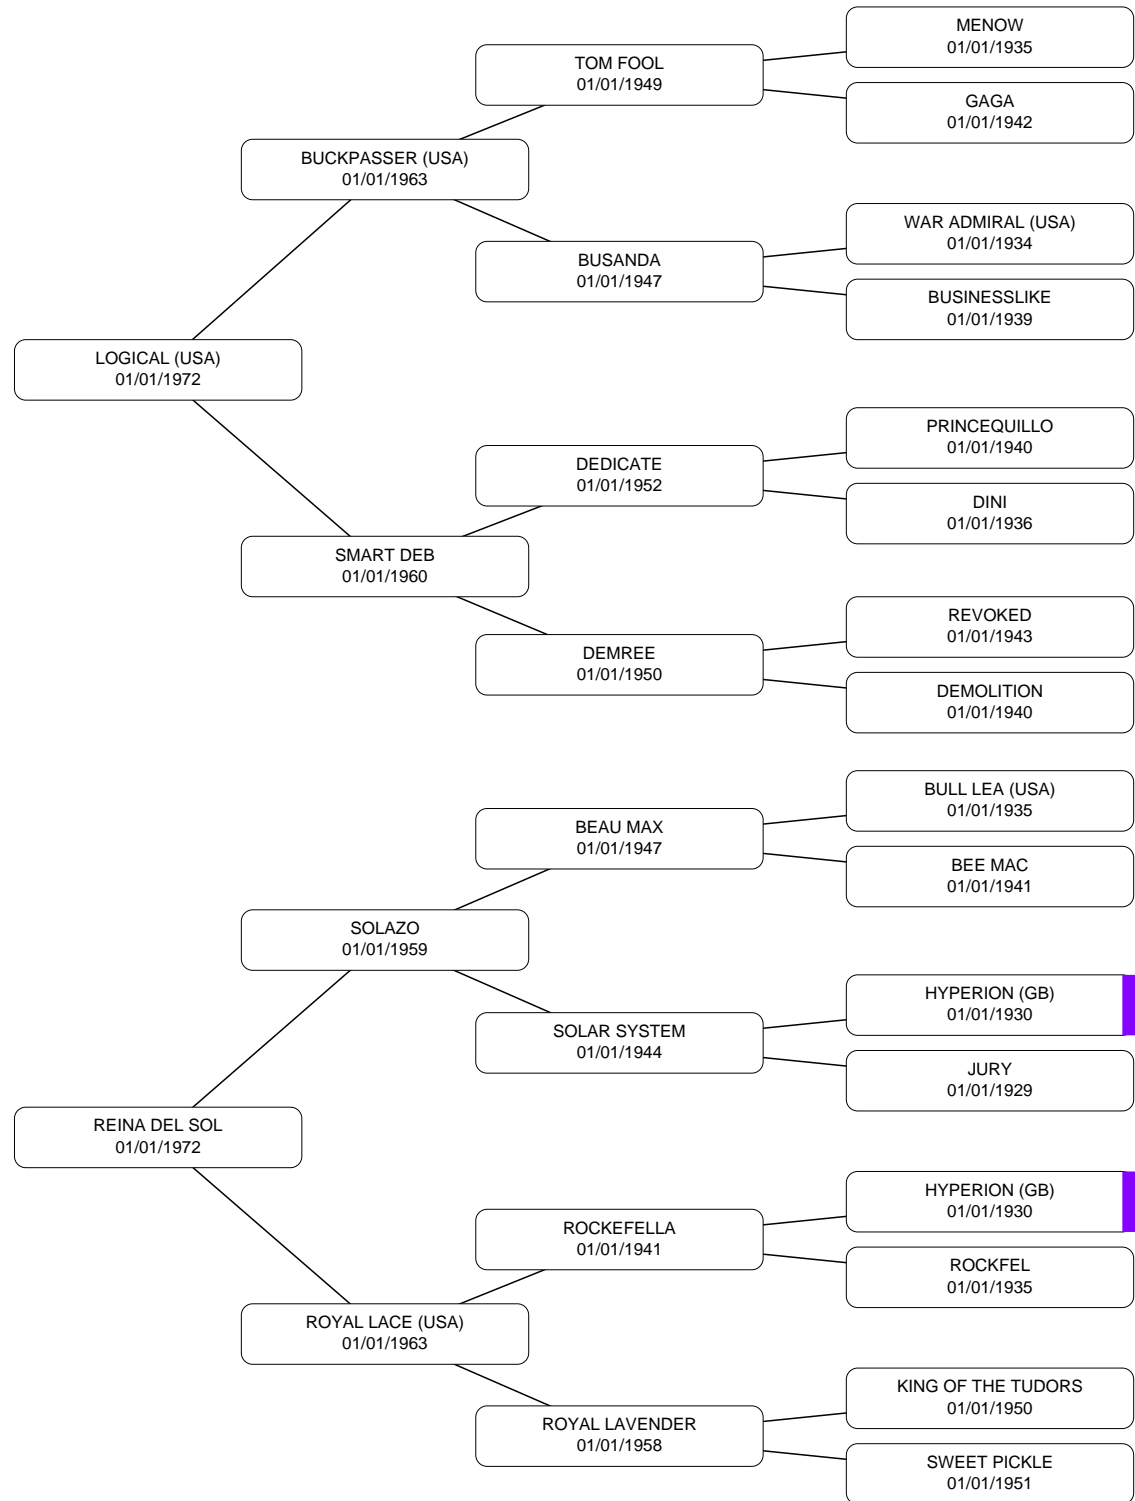 MENOW
01/01/1935
TOM FOOL
01/01/1949
GAGA
01/01/1942
BUCKPASSER (USA)
01/01/1963
WAR ADMIRAL (USA)
01/01/1934
BUSANDA
01/01/1947
BUSINESSLIKE
01/01/1939
LOGICAL (USA)
01/01/1972
PRINCEQUILLO
01/01/1940
DEDICATE
01/01/1952
DINI
01/01/1936
SMART DEB
01/01/1960
REVOKED
01/01/1943
DEMREE
01/01/1950
DEMOLITION
01/01/1940
BULL LEA (USA)
01/01/1935
BEAU MAX
01/01/1947
BEE MAC
01/01/1941
SOLAZO
01/01/1959
HYPERION (GB)
01/01/1930
SOLAR SYSTEM
01/01/1944
JURY
01/01/1929
REINA DEL SOL
01/01/1972
HYPERION (GB)
01/01/1930
ROCKEFELLA
01/01/1941
ROCKFEL
01/01/1935
ROYAL LACE (USA)
01/01/1963
KING OF THE TUDORS
01/01/1950
ROYAL LAVENDER
01/01/1958
SWEET PICKLE
01/01/1951